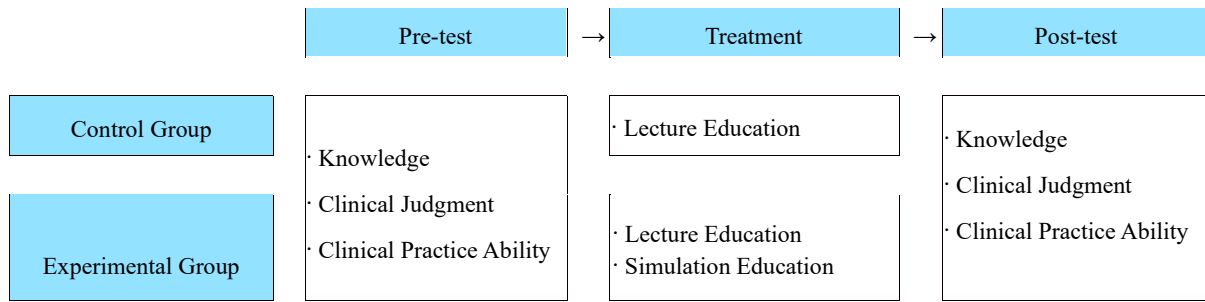 Pre-test → Treatment → Post-test
Control Group
Experimental Group
· Knowledge
· Clinical Judgment
· Clinical Practice Ability
· Lecture Education
· Lecture Education
· Simulation Education
· Knowledge
· Clinical Judgment
· Clinical Practice Ability